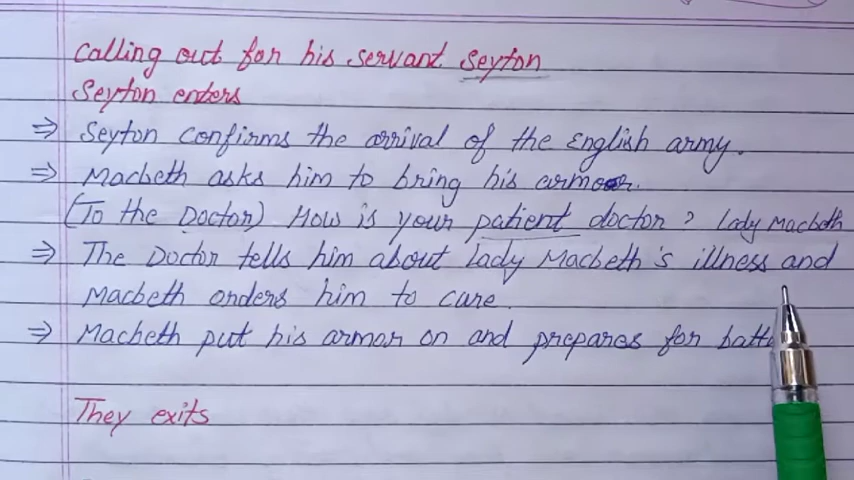 Calling out for his servant Seyton
Seyton enters
⇒ Seyton confirms the arrival of the English army.
⇒ Macbeth asks him to bring his armour.
(To the Doctor) How is your patient doctor? Lady Macbeth
⇒ The Doctor tells him about Lady Macbeth's illness and
Macbeth orders him to care.
⇒ Macbeth put his armor on and prepares for
They exits